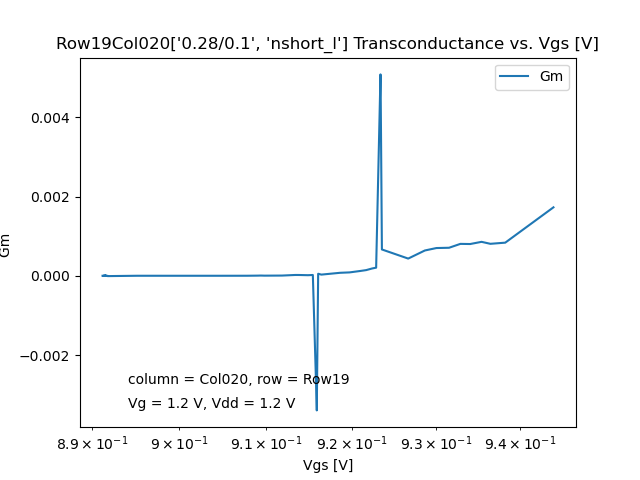 Row19Col020['0.28/0.1', 'nshort_l'] Transconductance vs. Vgs [V]
Gm
0.004
0.002
0.000
−0.002
Gm
column = Col020, row = Row19
Vg = 1.2 V, Vdd = 1.2 V
8.9 × 10⁻¹ 9 × 10⁻¹ 9.1 × 10⁻¹ 9.2 × 10⁻¹ 9.3 × 10⁻¹ 9.4 × 10⁻¹
Vgs [V]